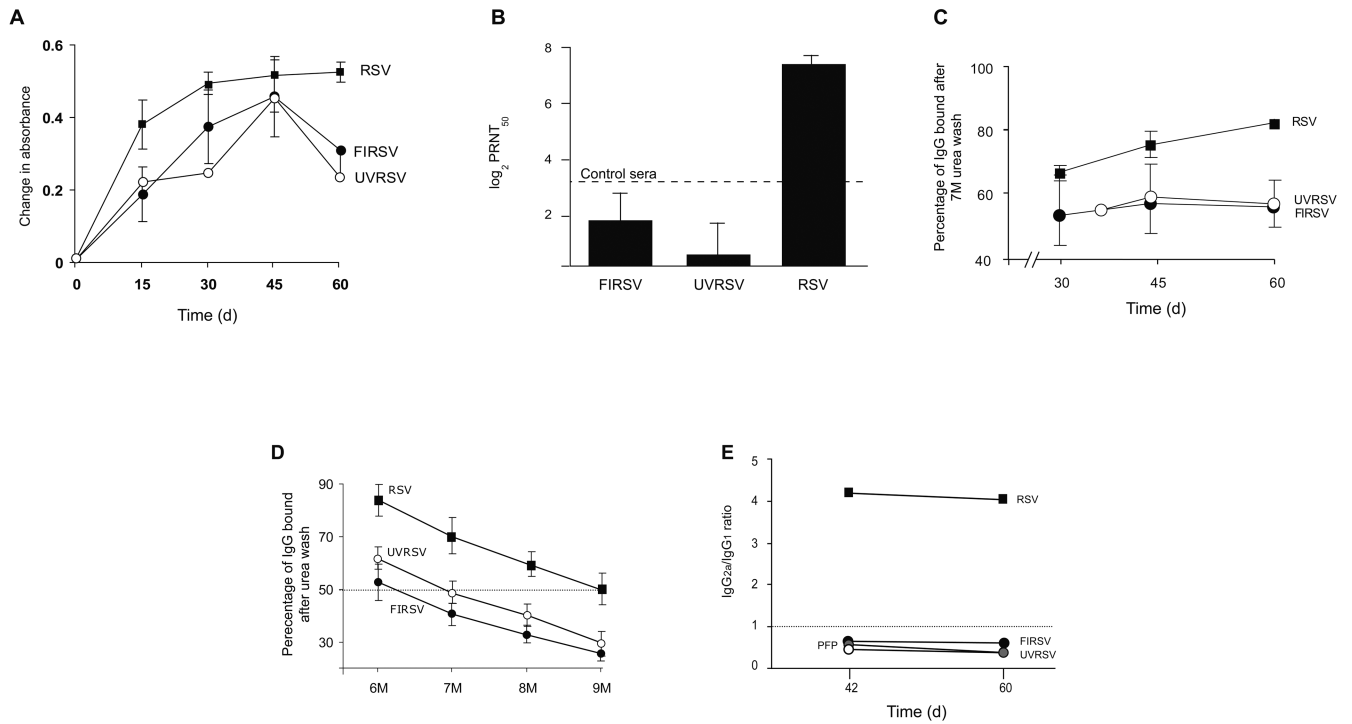 A
Change in absorbance
0.6
0.4
0.2
0
0 15 30 45 60
Time (d)
RSV
FIRSV
UVRSV
B
log2 PRNT50
8
6
4
2
Control sera
FIRSV UVRSV RSV
C
Percentage of IgG bound after
7M urea wash
100
80
60
40
30 45 60
Time (d)
RSV
UVRSV
FIRSV
D
Perecentage of IgG bound
after urea wash
90
70
50
30
RSV
UVRSV
FIRSV
6M 7M 8M 9M
E
IgG2a/IgG1 ratio
5
4
3
2
1
0
RSV
PFP
FIRSV
UVRSV
42 60
Time (d)